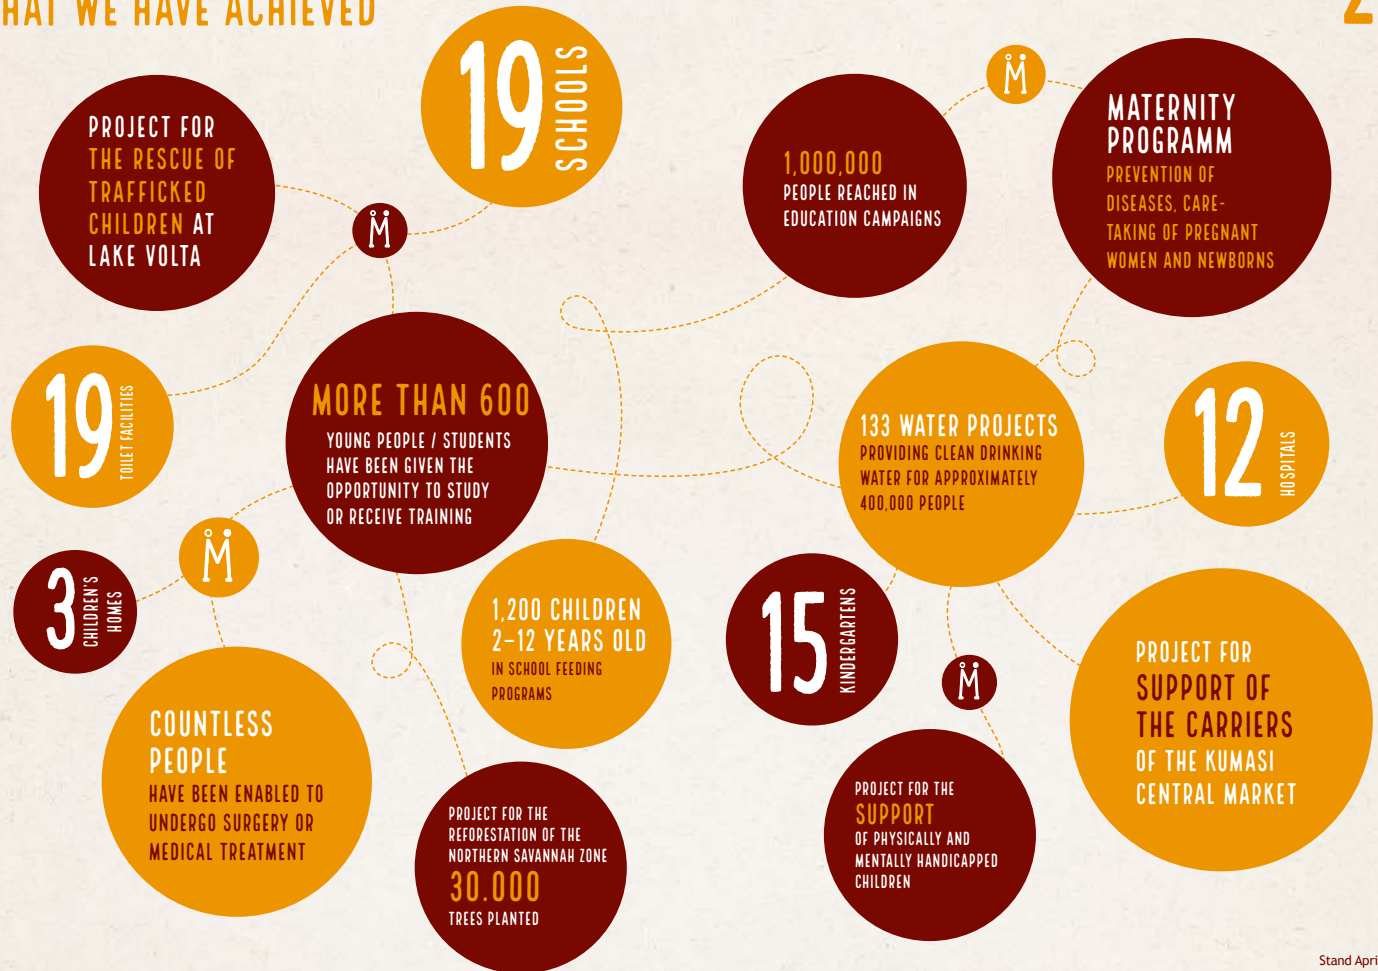 HAT WE HAVE ACHIEVED
2
19
SCHOOLS
PROJECT FOR
THE RESCUE OF
TRAFFICKED
CHILDREN AT
LAKE VOLTA
1,000,000
PEOPLE REACHED IN
EDUCATION CAMPAIGNS
MATERNITY
PROGRAMM
PREVENTION OF
DISEASES, CARE-
TAKING OF PREGNANT
WOMEN AND NEWBORNS
19
TOILET FACILITIES
MORE THAN 600
YOUNG PEOPLE / STUDENTS
HAVE BEEN GIVEN THE
OPPORTUNITY TO STUDY
OR RECEIVE TRAINING
133 WATER PROJECTS
PROVIDING CLEAN DRINKING
WATER FOR APPROXIMATELY
400,000 PEOPLE
12
HOSPITALS
3
CHILDREN'S
HOMES
1,200 CHILDREN
2-12 YEARS OLD
IN SCHOOL FEEDING
PROGRAMS
15
KINDERGARTENS
COUNTLESS
PEOPLE
HAVE BEEN ENABLED TO
UNDERGO SURGERY OR
MEDICAL TREATMENT
PROJECT FOR THE
REFORESTATION OF THE
NORTHERN SAVANNAH ZONE
30.000
TREES PLANTED
PROJECT FOR THE
SUPPORT
OF PHYSICALLY AND
MENTALLY HANDICAPPED
CHILDREN
PROJECT FOR
SUPPORT OF
THE CARRIERS
OF THE KUMASI
CENTRAL MARKET
Stand Apri